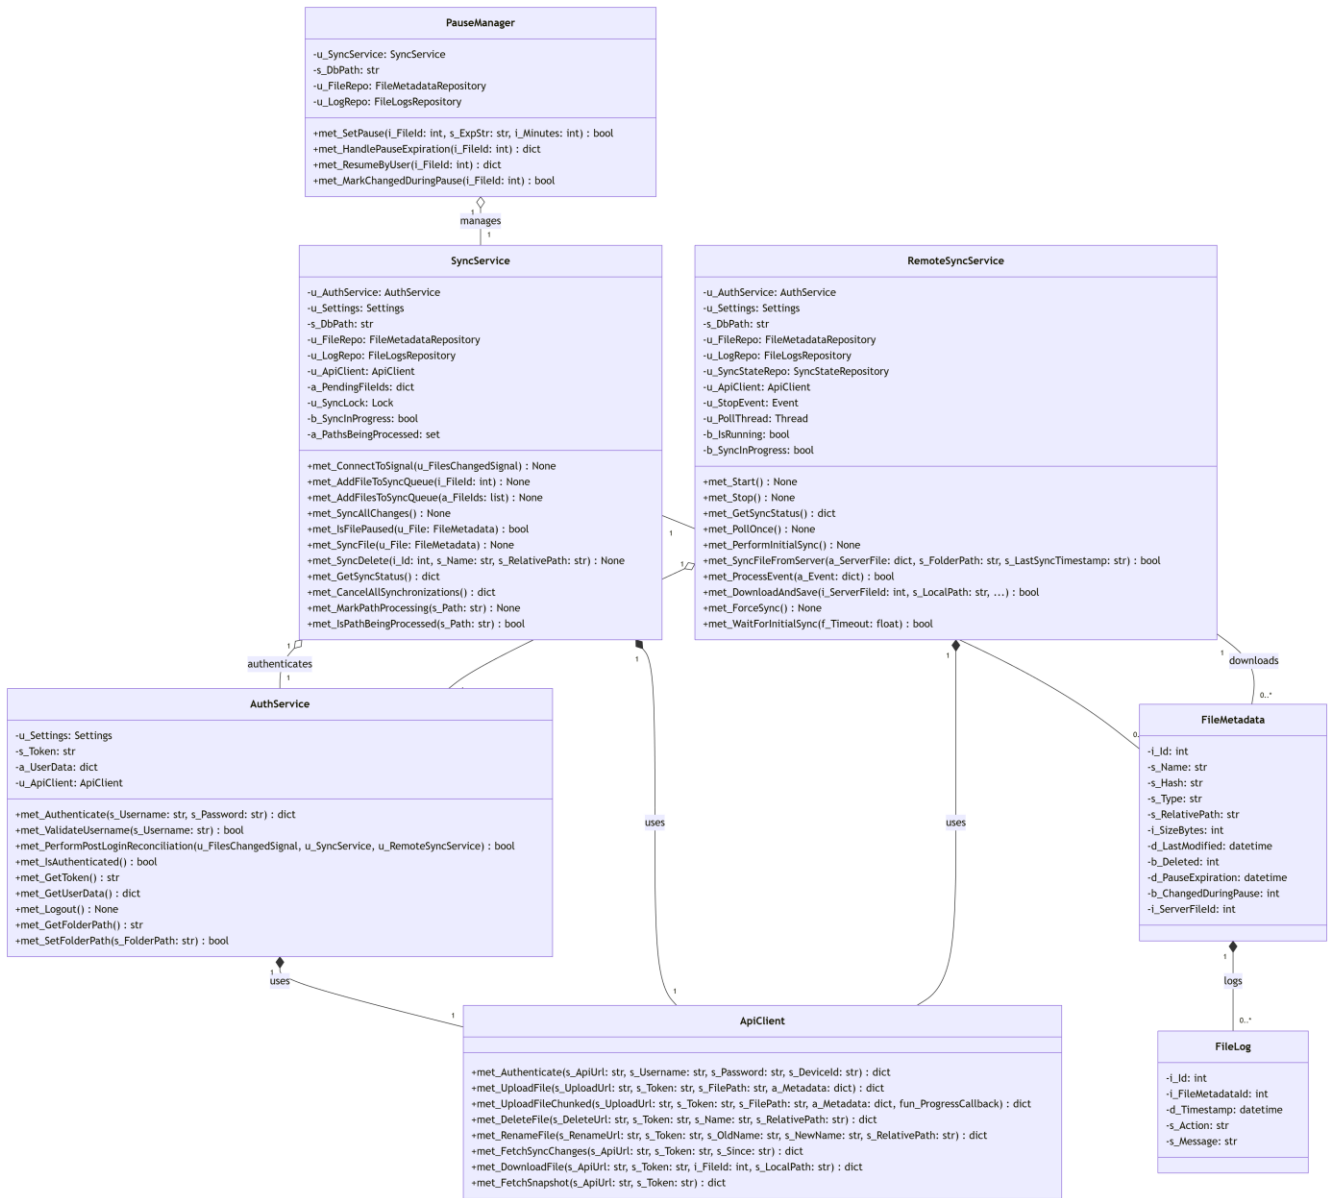 PauseManager
-u_SyncService: SyncService
-s_DbPath: str
-u_FileRepo: FileMetadataRepository
-u_LogRepo: FileLogsRepository
+met_SetPause(i_FileId: int, s_ExpStr: str, i_Minutes: int) : bool
+met_HandlePauseExpiration(i_FileId: int) : dict
+met_ResumeByUser(i_FileId: int) : dict
+met_MarkChangedDuringPause(i_FileId: int) : bool
1
manages
1
SyncService
-u_AuthService: AuthService
-u_Settings: Settings
-s_DbPath: str
-u_FileRepo: FileMetadataRepository
-u_LogRepo: FileLogsRepository
-u_ApiClient: ApiClient
-a_PendingFileIds: dict
-u_SyncLock: Lock
-b_SyncInProgress: bool
-a_PathsBeingProcessed: set
+met_ConnectToSignal(u_FilesChangedSignal) : None
+met_AddFileToSyncQueue(i_FileId: int) : None
+met_AddFilesToSyncQueue(a_FileIds: list) : None
+met_SyncAllChanges() : None
+met_IsFilePaused(u_File: FileMetadata) : bool
+met_SyncFile(u_File: FileMetadata) : None
+met_SyncDelete(i_Id: int, s_Name: str, s_RelativePath: str) : None
+met_GetSyncStatus() : dict
+met_CancelAllSynchronizations() : dict
+met_MarkPathProcessing(s_Path: str) : None
+met_IsPathBeingProcessed(s_Path: str) : bool
RemoteSyncService
-u_AuthService: AuthService
-u_Settings: Settings
-s_DbPath: str
-u_FileRepo: FileMetadataRepository
-u_LogRepo: FileLogsRepository
-u_SyncStateRepo: SyncStateRepository
-u_ApiClient: ApiClient
-u_StopEvent: Event
-u_PollThread: Thread
-b_IsRunning: bool
-b_SyncInProgress: bool
+met_Start() : None
+met_Stop() : None
+met_GetSyncStatus() : dict
+met_PollOnce() : None
+met_PerformInitialSync() : None
+met_SyncFileFromServer(a_ServerFile: dict, s_FolderPath: str, s_LastSyncTimestamp: str) : bool
+met_ProcessEvent(a_Event: dict) : bool
+met_DownloadAndSave(i_ServerFileId: int, s_LocalPath: str, ...) : bool
+met_ForceSync() : None
+met_WaitForInitialSync(f_Timeout: float) : bool
1
1
1
authenticates
1
1
1
1
downloads
0..*
0.
AuthService
-u_Settings: Settings
-s_Token: str
-a_UserData: dict
-u_ApiClient: ApiClient
+met_Authenticate(s_Username: str, s_Password: str) : dict
+met_ValidateUsername(s_Username: str) : bool
+met_PerformPostLoginReconciliation(u_FilesChangedSignal, u_SyncService, u_RemoteSyncService) : bool
+met_IsAuthenticated() : bool
+met_GetToken() : str
+met_GetUserData() : dict
+met_Logout() : None
+met_GetFolderPath() : str
+met_SetFolderPath(s_FolderPath: str) : bool
uses
uses
FileMetadata
-i_Id: int
-s_Name: str
-s_Hash: str
-s_Type: str
-s_RelativePath: str
-i_SizeBytes: int
-d_LastModified: datetime
-b_Deleted: int
-d_PauseExpiration: datetime
-b_ChangedDuringPause: int
-i_ServerFileId: int
1
uses
1
1
1
logs
0..*
ApiClient
+met_Authenticate(s_ApiUrl: str, s_Username: str, s_Password: str, s_DeviceId: str) : dict
+met_UploadFile(s_UploadUrl: str, s_Token: str, s_FilePath: str, a_Metadata: dict) : dict
+met_UploadFileChunked(s_UploadUrl: str, s_Token: str, s_FilePath: str, a_Metadata: dict, fun_ProgressCallback) : dict
+met_DeleteFile(s_DeleteUrl: str, s_Token: str, s_Name: str, s_RelativePath: str) : dict
+met_RenameFile(s_RenameUrl: str, s_Token: str, s_OldName: str, s_NewName: str, s_RelativePath: str) : dict
+met_FetchSyncChanges(s_ApiUrl: str, s_Token: str, s_Since: str) : dict
+met_DownloadFile(s_ApiUrl: str, s_Token: str, i_FileId: int, s_LocalPath: str) : dict
+met_FetchSnapshot(s_ApiUrl: str, s_Token: str) : dict
FileLog
-i_Id: int
-i_FileMetadataId: int
-d_Timestamp: datetime
-s_Action: str
-s_Message: str